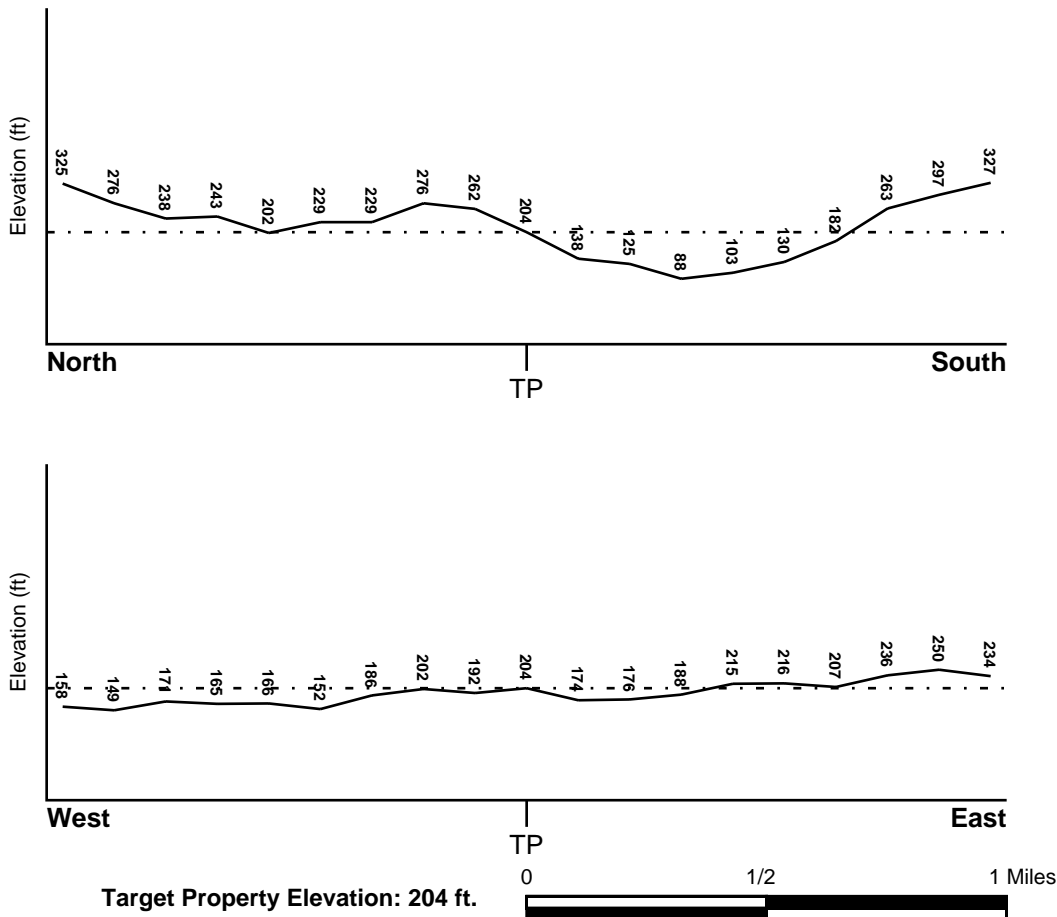 Elevation (ft)
325 276 238 243 202 229 229 276 262 204 138 125 88 103 130 182 263 297 327
North South
TP
Elevation (ft)
158 149 171 165 166 152 186 202 192 204 174 176 188 215 216 207 236 250 234
West East
TP
0 1/2 1 Miles
Target Property Elevation: 204 ft.